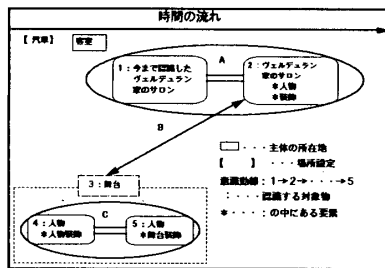 時間の流れ
【 汽車】
客室
A
1：今まで認識した
ヴェルデュラン
家のサロン
2：ヴェルデュラン
家のサロン
＊人物
＊装飾
B
・・・主体の所在地
【　　】・・・場所設定
意識動線：1→2→・・・・→5
：・・・・認識する対象物
＊・・・：の中にある要素
3：舞台
C
4：人物
＊人物装飾
5：人物
＊舞台装飾